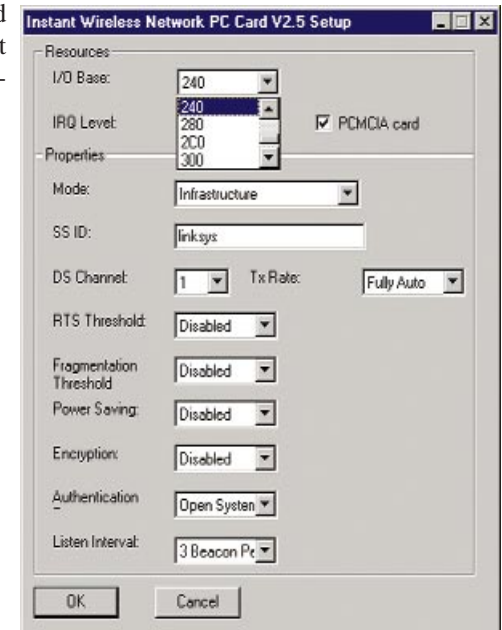 d
t
-
Instant Wireless Network PC Card V2.5 Setup
Resources
I/O Base:
240
240
280
2C0
300
IRQ Level:
PCMCIA card
Properties
Mode:
Infrastructure
SS ID:
linksys
DS Channel:
1
Tx Rate:
Fully Auto
RTS Threshold:
Disabled
Fragmentation
Threshold
Disabled
Power Saving:
Disabled
Encryption:
Disabled
Authentication
Open System
Listen Interval:
3 Beacon Pe
OK
Cancel